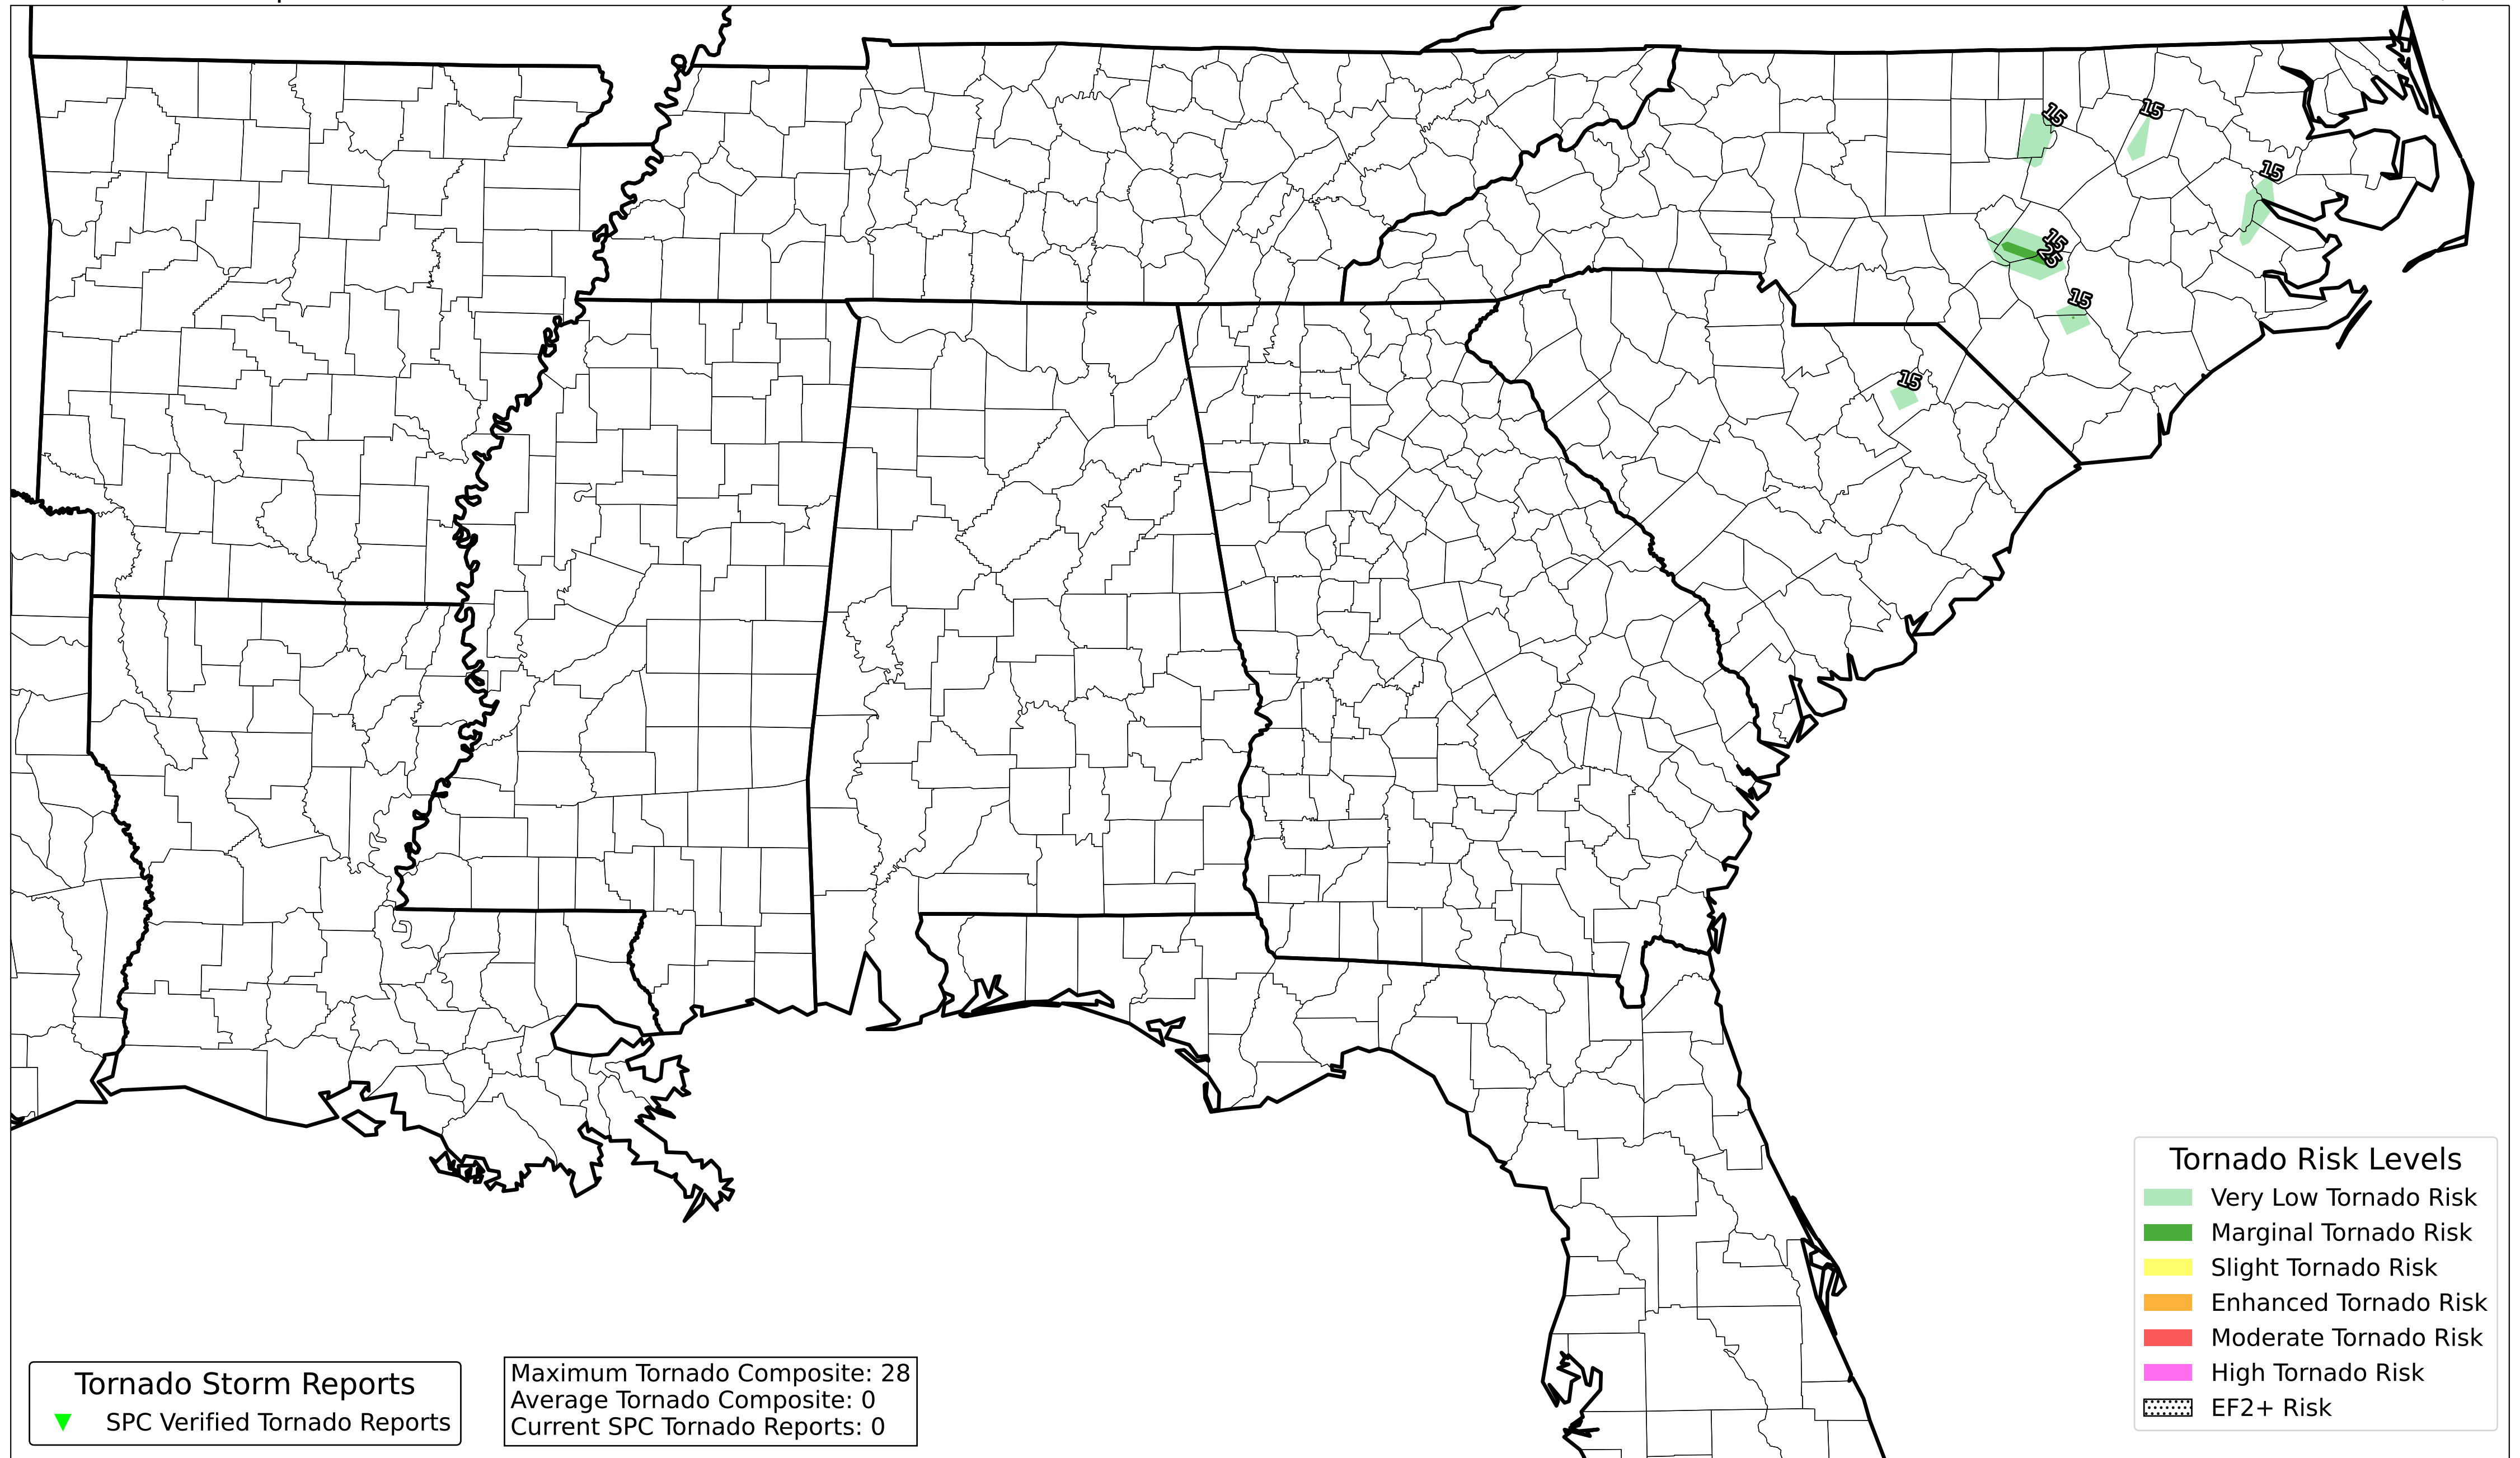 15
15
15
15
25
15
15
Tornado Risk Levels
Very Low Tornado Risk
Marginal Tornado Risk
Slight Tornado Risk
Enhanced Tornado Risk
Moderate Tornado Risk
High Tornado Risk
EF2+ Risk
Tornado Storm Reports
SPC Verified Tornado Reports
Maximum Tornado Composite: 28
Average Tornado Composite: 0
Current SPC Tornado Reports: 0